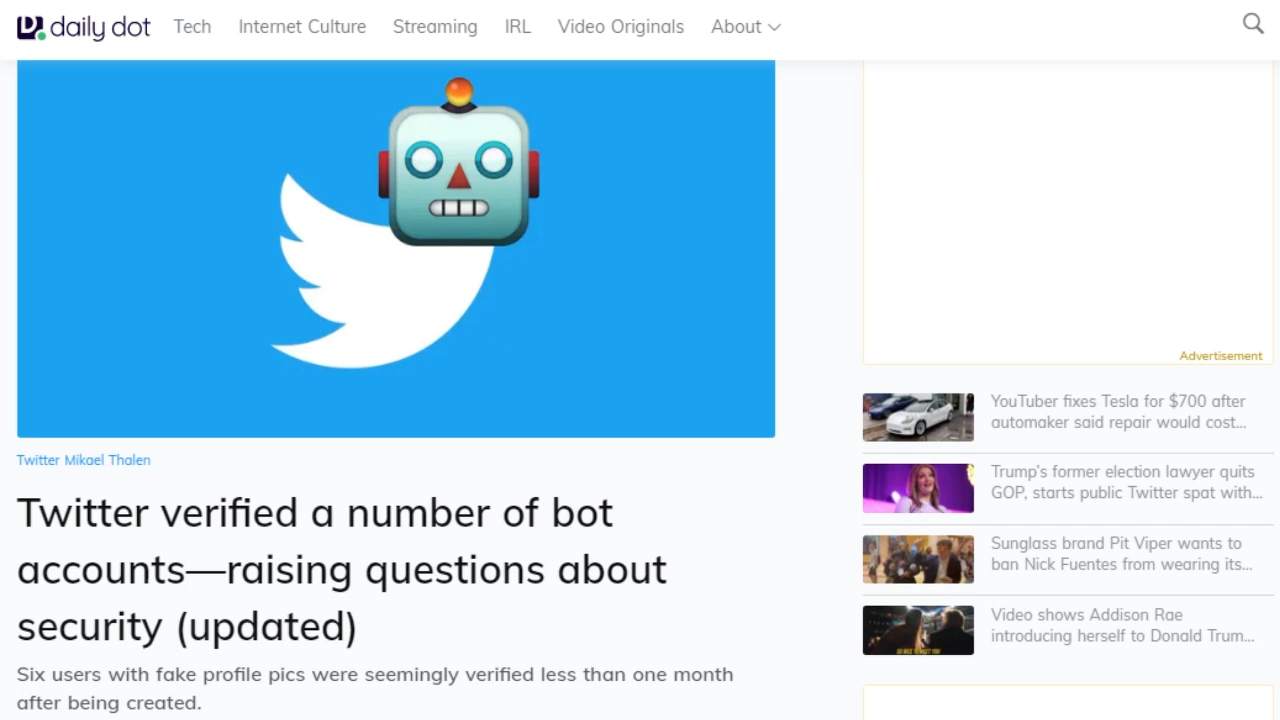 daily dot
Tech
Internet Culture
Streaming
IRL
Video Originals
About
Twitter Mikael Thalen
Twitter verified a number of bot
accounts—raising questions about
security (updated)
Six users with fake profile pics were seemingly verified less than one month
after being created.
Advertisement
YouTuber fixes Tesla for $700 after
automaker said repair would cost...
Trump's former election lawyer quits
GOP, starts public Twitter spat with...
Sunglass brand Pit Viper wants to
ban Nick Fuentes from wearing its...
Video shows Addison Rae
introducing herself to Donald Trum...